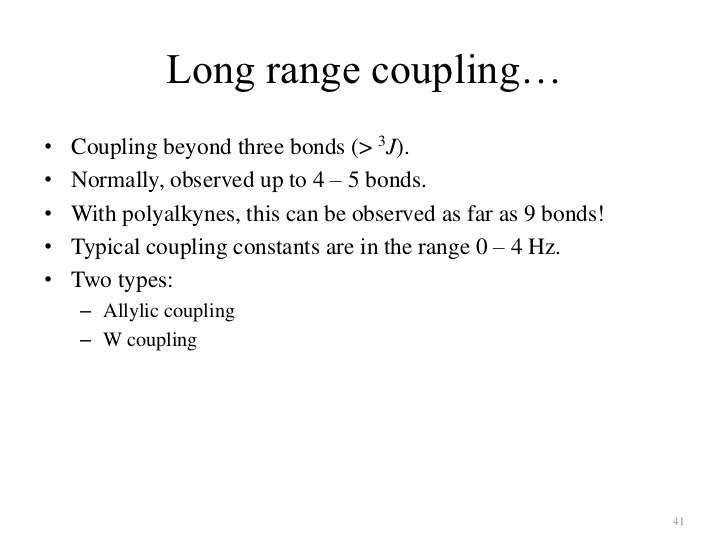 Long range coupling…
• Coupling beyond three bonds (> ³J).
• Normally, observed up to 4 – 5 bonds.
• With polyalkynes, this can be observed as far as 9 bonds!
• Typical coupling constants are in the range 0 – 4 Hz.
• Two types:
– Allylic coupling
– W coupling
41